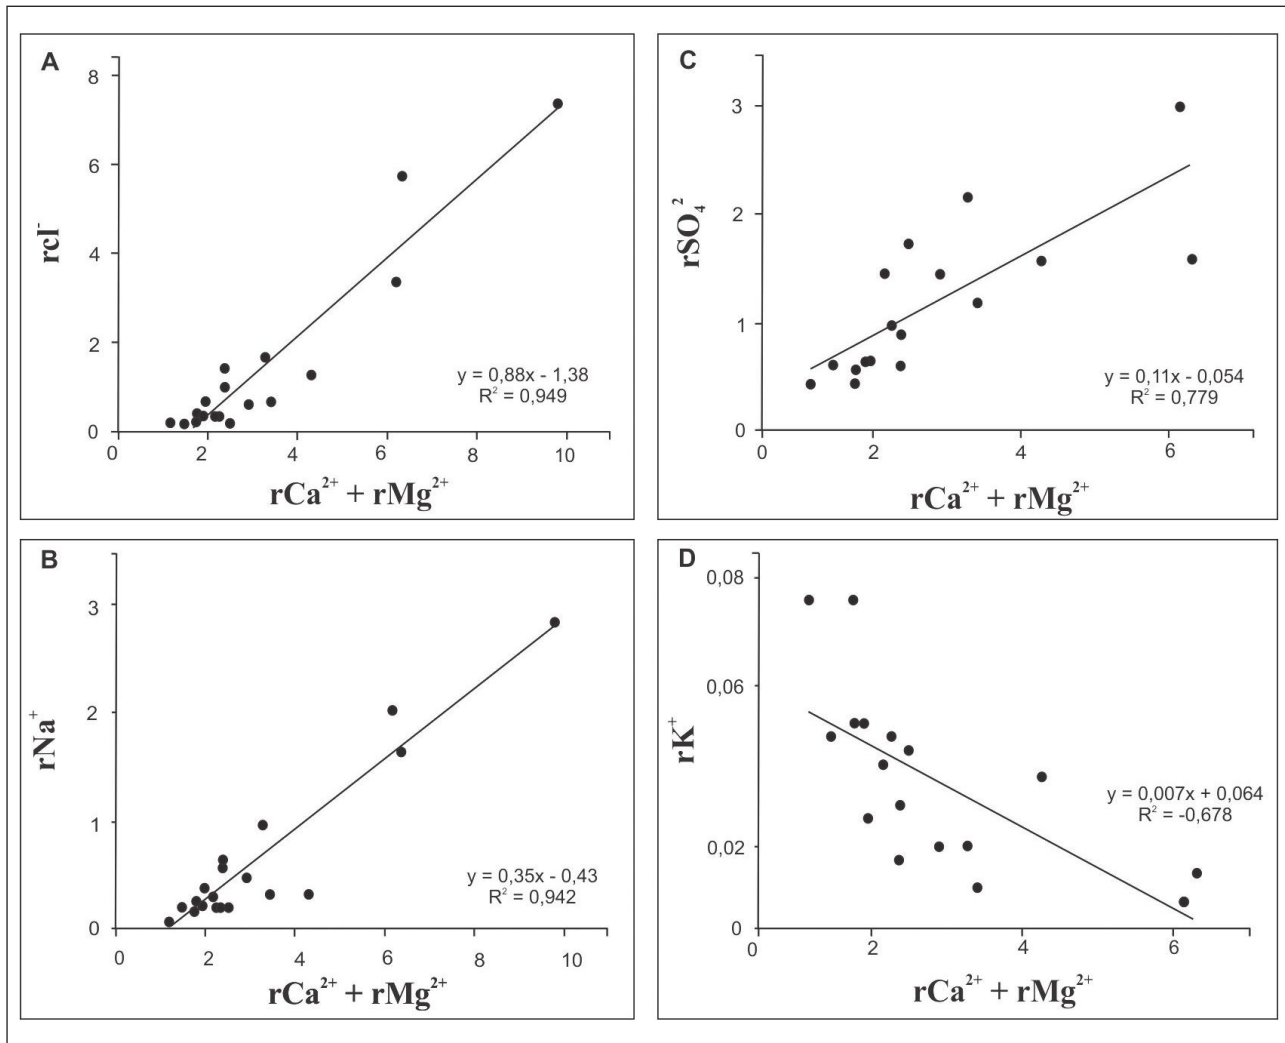 A
8
6
4
2
0
rcl⁻
y = 0,88x - 1,38
R² = 0,949
0 2 4 6 8 10
rCa²⁺ + rMg²⁺
C
3
2
1
0
rSO₄²
y = 0,11x - 0,054
R² = 0,779
0 2 4 6
rCa²⁺ + rMg²⁺
B
3
2
1
0
rNa⁺
y = 0,35x - 0,43
R² = 0,942
0 2 4 6 8 10
rCa²⁺ + rMg²⁺
D
0,08
0,06
0,02
0
rK⁺
y = 0,007x + 0,064
R² = -0,678
0 2 4 6
rCa²⁺ + rMg²⁺